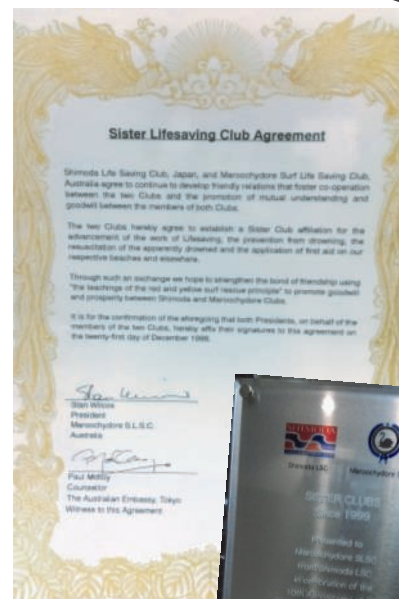 Sister Lifesaving Club Agreement
Shimoda Life Saving Club, Japan, and Maroochydore Surf Life Saving Club,
Australia agree to continue to develop friendly relations that foster co-operation
between the two Clubs and the promotion of mutual understanding and
goodwill between the members of both Clubs.
The two Clubs hereby agree to establish a Sister Club affiliation for the
advancement of the work of Lifesaving, the prevention from drowning, the
resuscitation of the apparently drowned and the application of first aid on our
respective beaches and elsewhere.
Through such an exchange we hope to strengthen the bond of friendship using
"the teachings of the red and yellow surf rescue principle" to promote goodwill
and prosperity between Shimoda and Maroochydore Clubs.
It is for the confirmation of the aforegoing that both Presidents, on behalf of the
members of the two Clubs, hereby affix their signatures to this agreement on
the twenty-first day of December
Stan Wilcox
President
Maroochydore S.L.S.C.
Australia
Paul
Counsellor
The Australian Embassy, Tokyo
Witness to this Agreement
SHIMODA
Shimoda LSC
Maroochydore
SISTER CLUBS
Since 1999
Presented to
Maroochydore SLSC
from Shimoda LSC
of the